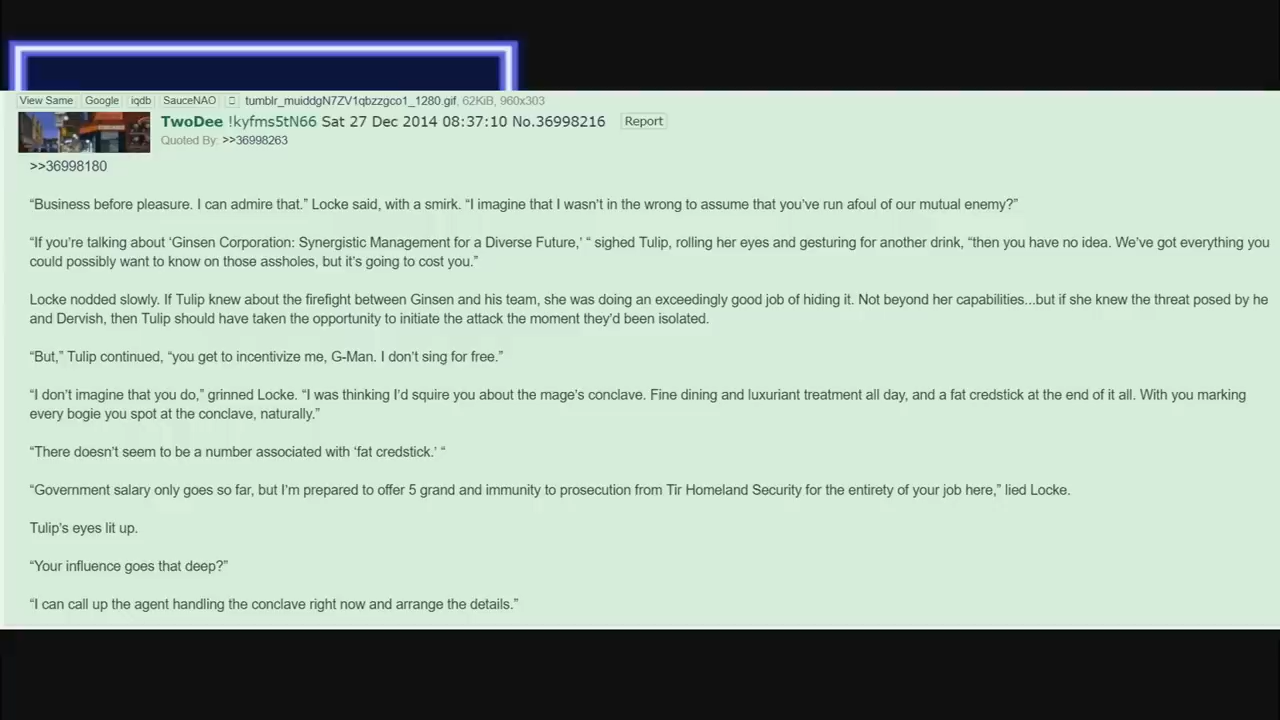 View Same Google iqdb SauceNAO tumblr_muiddgN7ZV1qbzzgco1_1280.gif, 62KiB, 960x303
TwoDee !kyfms5tN66 Sat 27 Dec 2014 08:37:10 No.36998216 Report
Quoted By: >>36998263
>>36998180
“Business before pleasure. I can admire that.” Locke said, with a smirk. “I imagine that I wasn’t in the wrong to assume that you’ve run afoul of our mutual enemy?”
“If you’re talking about ‘Ginsen Corporation: Synergistic Management for a Diverse Future,’ “ sighed Tulip, rolling her eyes and gesturing for another drink, “then you have no idea. We’ve got everything you
could possibly want to know on those assholes, but it’s going to cost you.”
Locke nodded slowly. If Tulip knew about the firefight between Ginsen and his team, she was doing an exceedingly good job of hiding it. Not beyond her capabilities...but if she knew the threat posed by he
and Dervish, then Tulip should have taken the opportunity to initiate the attack the moment they’d been isolated.
“But,” Tulip continued, “you get to incentivize me, G-Man. I don’t sing for free.”
“I don’t imagine that you do,” grinned Locke. “I was thinking I’d squire you about the mage’s conclave. Fine dining and luxuriant treatment all day, and a fat credstick at the end of it all. With you marking
every bogie you spot at the conclave, naturally.”
“There doesn’t seem to be a number associated with ‘fat credstick.’ “
“Government salary only goes so far, but I’m prepared to offer 5 grand and immunity to prosecution from Tir Homeland Security for the entirety of your job here,” lied Locke.
Tulip’s eyes lit up.
“Your influence goes that deep?”
“I can call up the agent handling the conclave right now and arrange the details.”